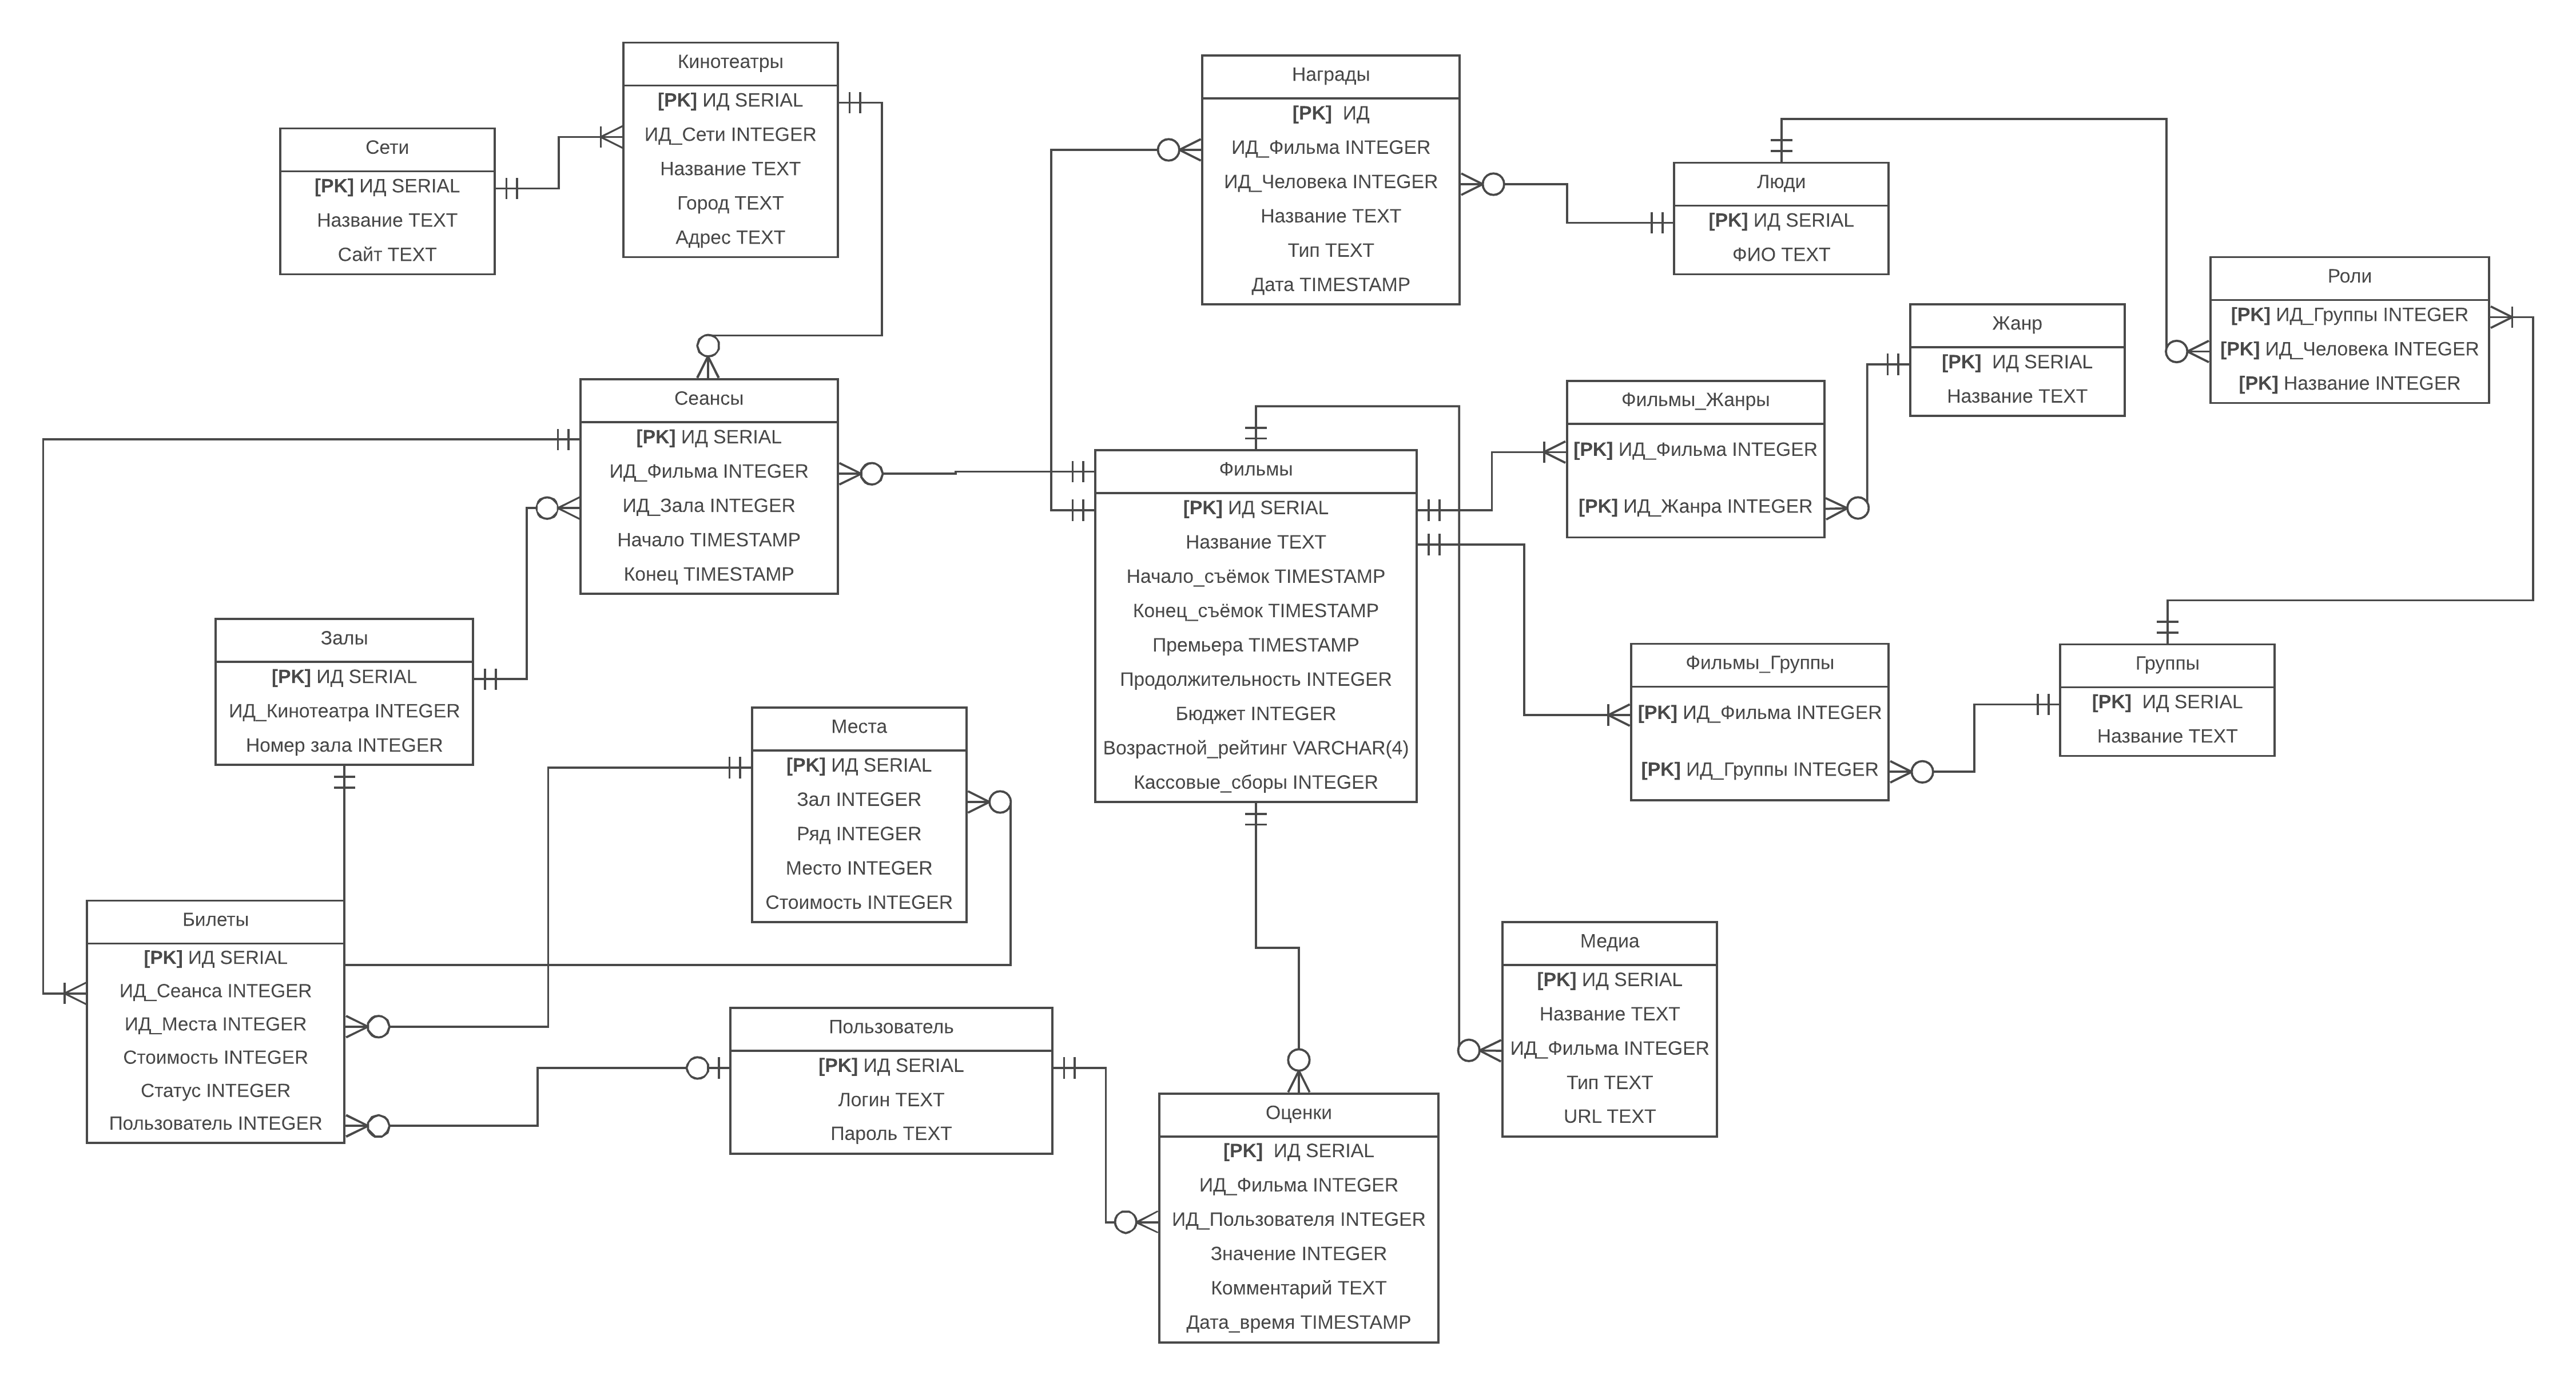 Кинотеатры
[PK] ИД SERIAL
ИД_Сети INTEGER
Название TEXT
Город TEXT
Адрес TEXT
Сети
[PK] ИД SERIAL
Название TEXT
Сайт TEXT
Награды
[PK] ИД
ИД_Фильма INTEGER
ИД_Человека INTEGER
Название TEXT
Тип TEXT
Дата TIMESTAMP
Люди
[PK] ИД SERIAL
ФИО TEXT
Роли
[PK] ИД_Группы INTEGER
[PK] ИД_Человека INTEGER
[PK] Название INTEGER
Жанр
[PK] ИД SERIAL
Название TEXT
Сеансы
[PK] ИД SERIAL
ИД_Фильма INTEGER
ИД_Зала INTEGER
Начало TIMESTAMP
Конец TIMESTAMP
Фильмы_Жанры
[PK] ИД_Фильма INTEGER
[PK] ИД_Жанра INTEGER
Фильмы
[PK] ИД SERIAL
Название TEXT
Начало_съёмок TIMESTAMP
Конец_съёмок TIMESTAMP
Премьера TIMESTAMP
Продолжительность INTEGER
Бюджет INTEGER
Возрастной_рейтинг VARCHAR(4)
Кассовые_сборы INTEGER
Залы
[PK] ИД SERIAL
ИД_Кинотеатра INTEGER
Номер зала INTEGER
Фильмы_Группы
[PK] ИД_Фильма INTEGER
[PK] ИД_Группы INTEGER
Группы
[PK] ИД SERIAL
Название TEXT
Места
[PK] ИД SERIAL
Зал INTEGER
Ряд INTEGER
Место INTEGER
Стоимость INTEGER
Билеты
[PK] ИД SERIAL
ИД_Сеанса INTEGER
ИД_Места INTEGER
Стоимость INTEGER
Статус INTEGER
Пользователь INTEGER
Пользователь
[PK] ИД SERIAL
Логин TEXT
Пароль TEXT
Медиа
[PK] ИД SERIAL
Название TEXT
ИД_Фильма INTEGER
Тип TEXT
URL TEXT
Оценки
[PK] ИД SERIAL
ИД_Фильма INTEGER
ИД_Пользователя INTEGER
Значение INTEGER
Комментарий TEXT
Дата_время TIMESTAMP